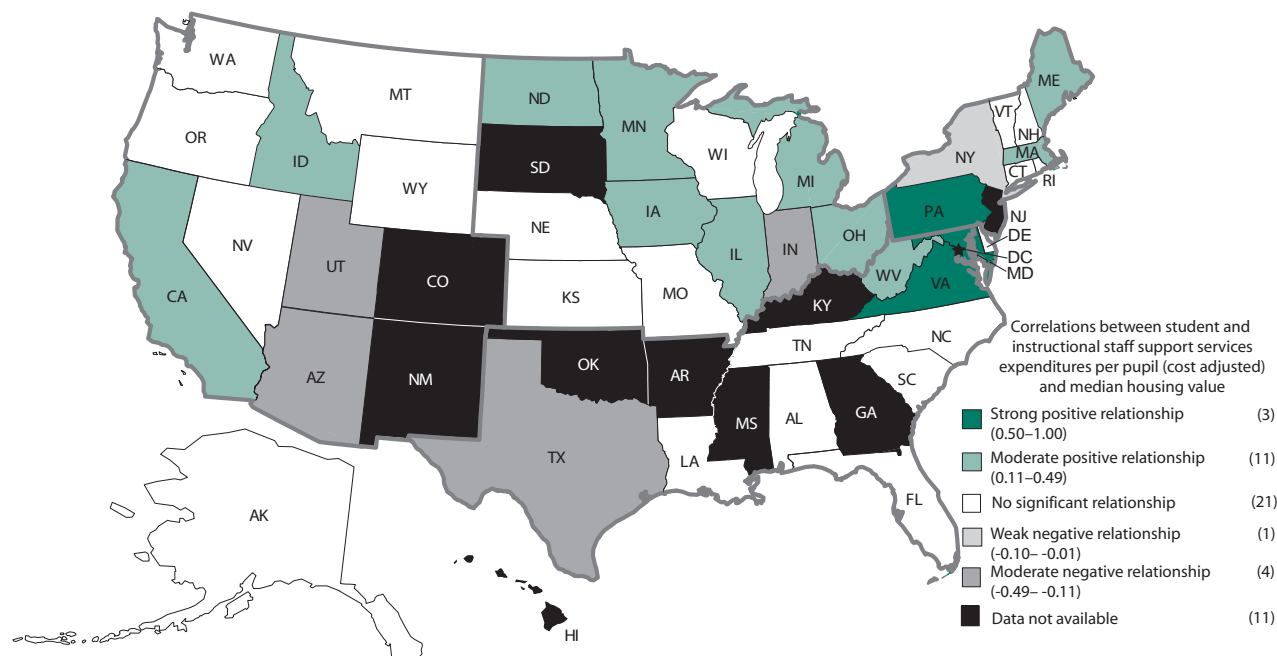 WA
MT
ND
MN
ME
VT
NH
OR
ID
SD
WI
NY
MA
CT
RI
WY
MI
IA
PA
NJ
NE
NV
UT
IL
IN
OH
DE
DC
MD
CO
WV
VA
CA
KS
MO
KY
NC
TN
AZ
NM
OK
AR
SC
MS
AL
GA
TX
LA
FL
AK
HI
Correlations between student and
instructional staff support services
expenditures per pupil (cost adjusted)
and median housing value
Strong positive relationship (3)
(0.50–1.00)
Moderate positive relationship (11)
(0.11–0.49)
No significant relationship (21)
Weak negative relationship (1)
(-0.10– -0.01)
Moderate negative relationship (4)
(-0.49– -0.11)
Data not available (11)